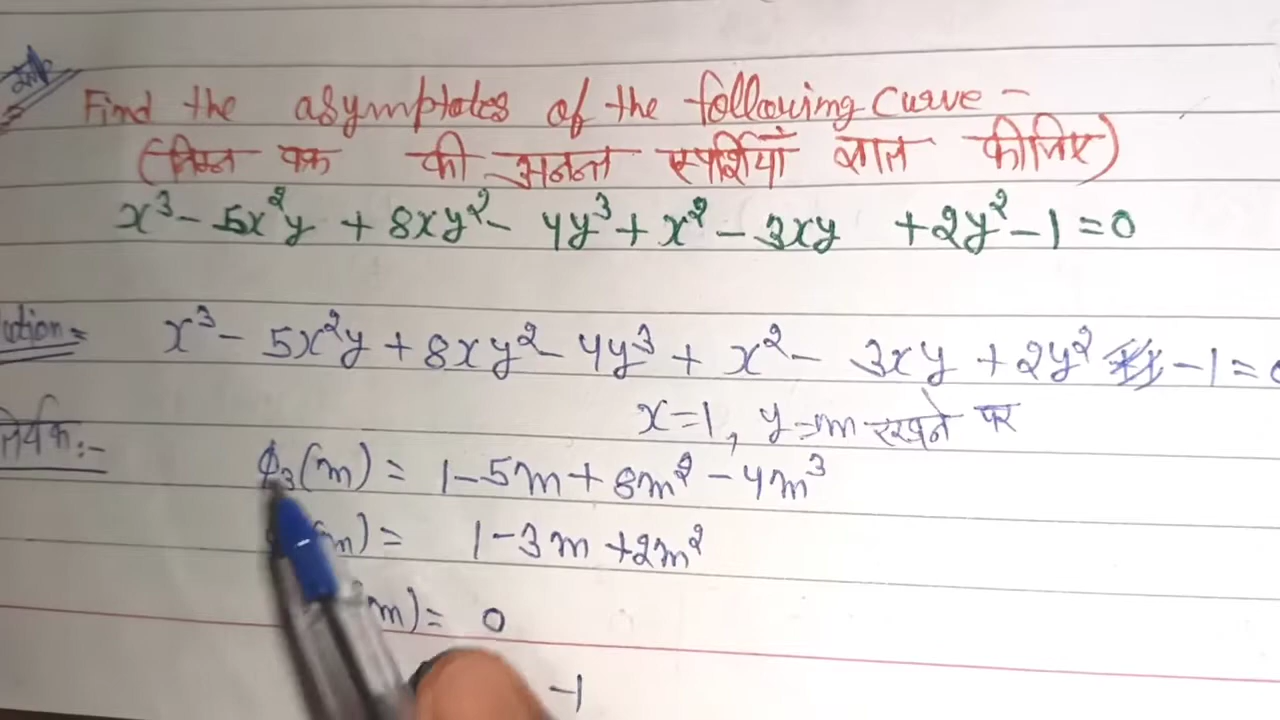 Find the asymptotes of the following curve -
(निम्न वक्र की अनन्त स्पर्शियाँ ज्ञात कीजिए)
x³ - 5x²y + 8xy² - 4y³ + x² - 3xy + 2y² - 1 = 0
x³ - 5x²y + 8xy² - 4y³ + x² - 3xy + 2y² - 1 =
x=1, y=m रखने पर
ϕ₃(m) = 1 - 5m + 8m² - 4m³
m) = 1 - 3m + 2m²
m) = 0
-1